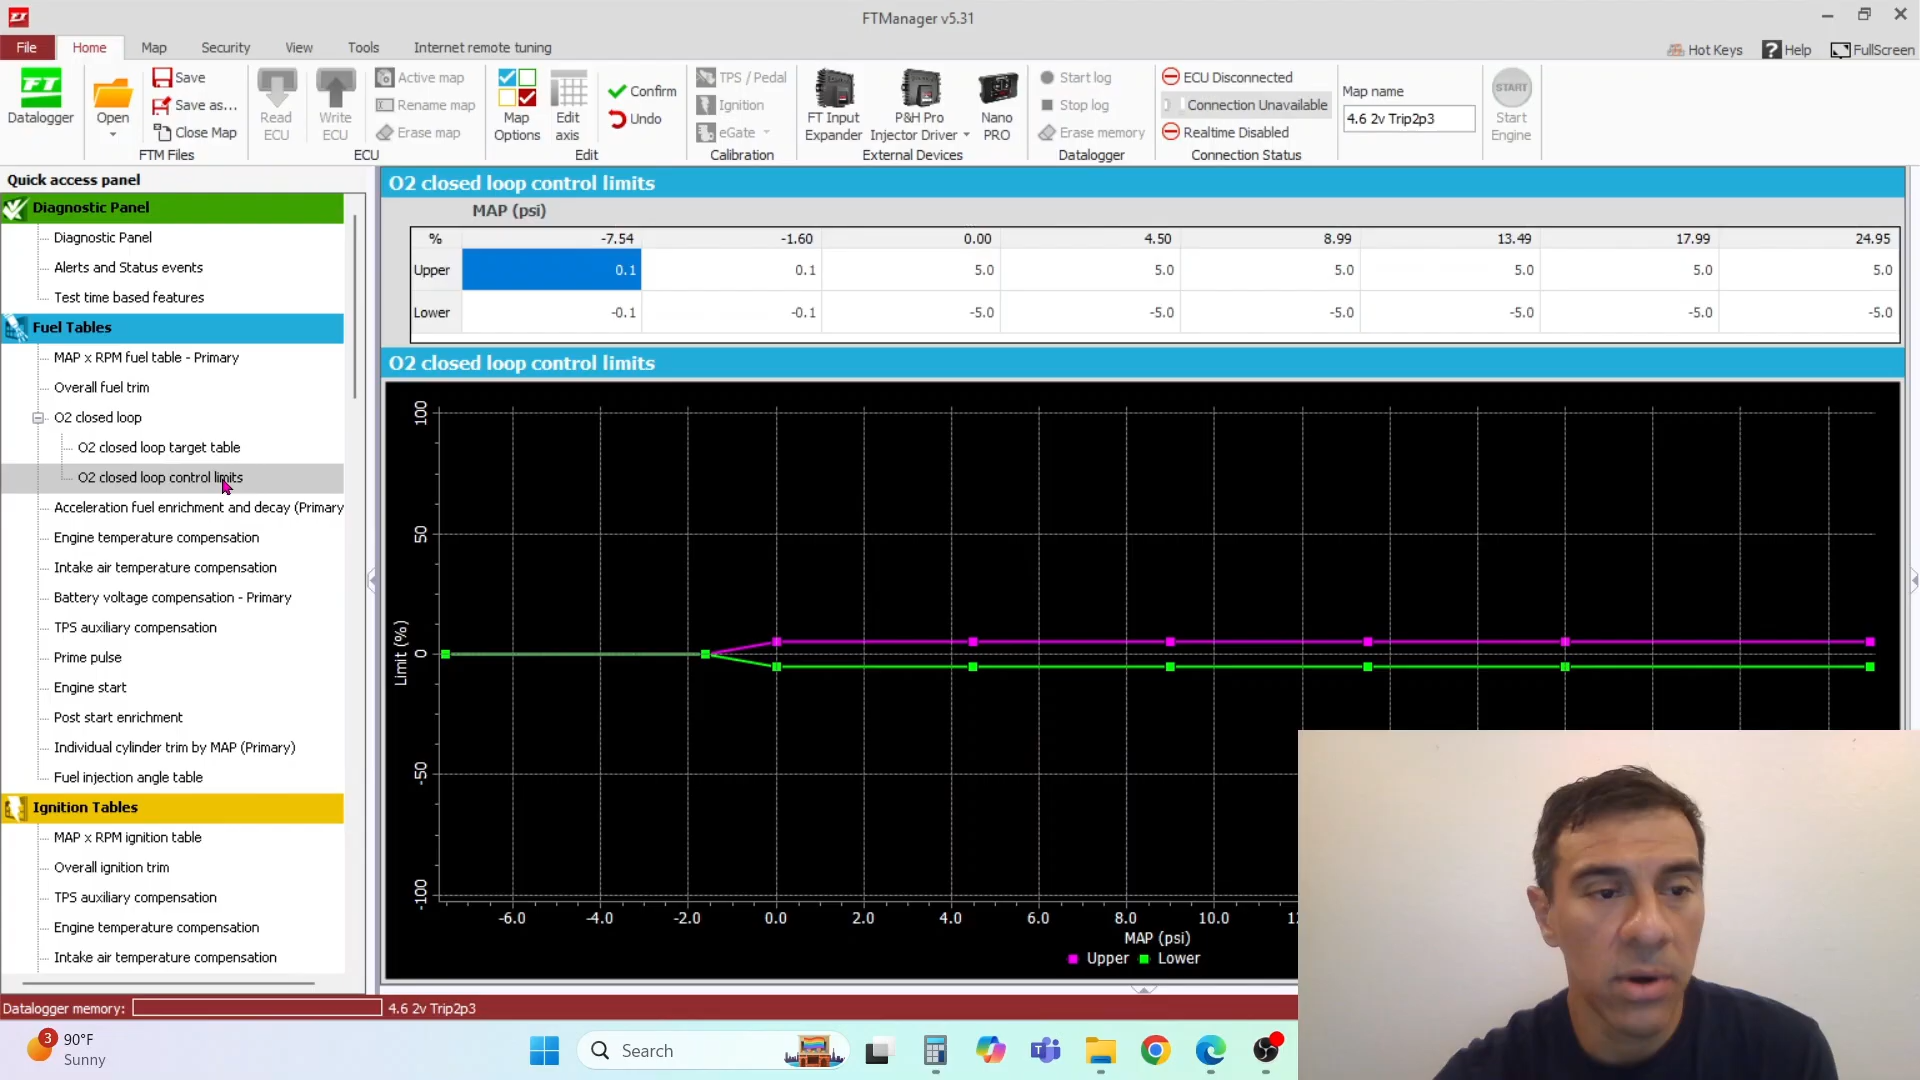 FTManager v5.31
File Home Map Security View Tools Internet remote tuning
Hot Keys ? Help FullScreen
FT
Datalogger
Open
Save
Save as...
Close Map
FTM Files
Read ECU
Write ECU
Active map
Rename map
Erase map
ECU
Map Options
Edit axis
Confirm
Undo
Edit
TPS / Pedal
Ignition
eGate
Calibration
FT Input Expander
P&H Pro Injector Driver
Nano PRO
External Devices
Start log
Stop log
Erase memory
Datalogger
ECU Disconnected
Connection Unavailable
Realtime Disabled
Connection Status
Map name
4.6 2v Trip2p3
START
Start Engine
Quick access panel
Diagnostic Panel
Diagnostic Panel
Alerts and Status events
Test time based features
Fuel Tables
MAP x RPM fuel table - Primary
Overall fuel trim
O2 closed loop
O2 closed loop target table
O2 closed loop control limits
Acceleration fuel enrichment and decay (Primary
Engine temperature compensation
Intake air temperature compensation
Battery voltage compensation - Primary
TPS auxiliary compensation
Prime pulse
Engine start
Post start enrichment
Individual cylinder trim by MAP (Primary)
Fuel injection angle table
Ignition Tables
MAP x RPM ignition table
Overall ignition trim
TPS auxiliary compensation
Engine temperature compensation
Intake air temperature compensation
O2 closed loop control limits
MAP (psi)
% -7.54 -1.60 0.00 4.50 8.99 13.49 17.99 24.95
Upper 0.1 0.1 5.0 5.0 5.0 5.0 5.0 5.0
Lower -0.1 -0.1 -5.0 -5.0 -5.0 -5.0 -5.0 -5.0
O2 closed loop control limits
100
50
0
-50
-100
Limit (%)
-6.0 -4.0 -2.0 0.0 2.0 4.0 6.0 8.0 10.0
MAP (psi)
Upper Lower
Datalogger memory: 4.6 2v Trip2p3
3
90°F
Sunny
Search